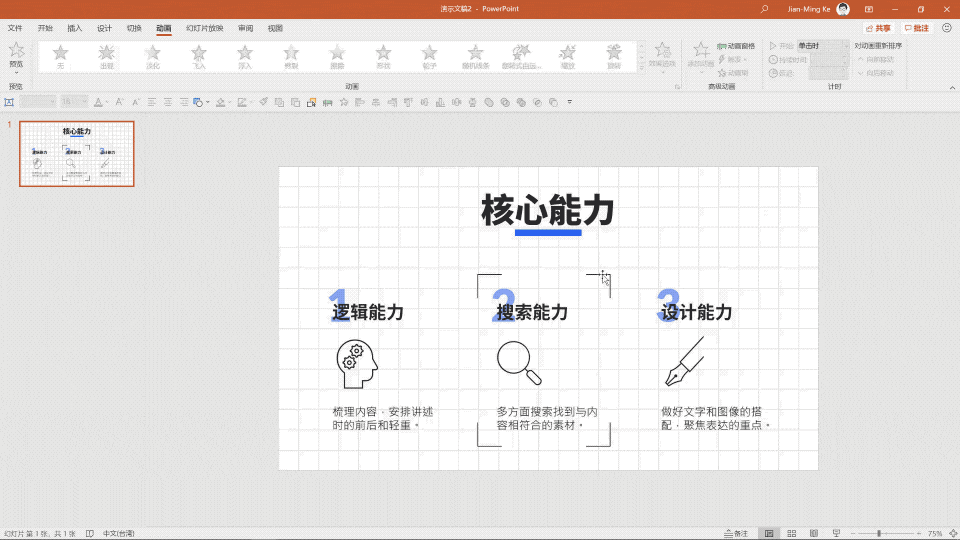 演示文稿2 - PowerPoint
Jian-Ming Ke
文件 开始 插入 设计 切换 动画 幻灯片放映 审阅 视图
共享 批注
预览
无 出现 淡化 飞入 浮入 劈裂 擦除 形状 轮子 随机线条 缩放 旋转
效果选项
添加动画
动画窗格
触发
动画刷
开始: 单击时
持续时间:
延迟:
对动画重新排序
向前移动
向后移动
预览 动画 高级动画 计时
1
核心能力
1
逻辑能力
梳理内容,安排讲述
时的前后和轻重。
2
搜索能力
多方面搜索找到与内
容相符合的素材。
3
设计能力
做好文字和图像的搭
配,聚焦表达的重点。
幻灯片 第 1 张,共 1 张 中文(台湾) 备注 75%